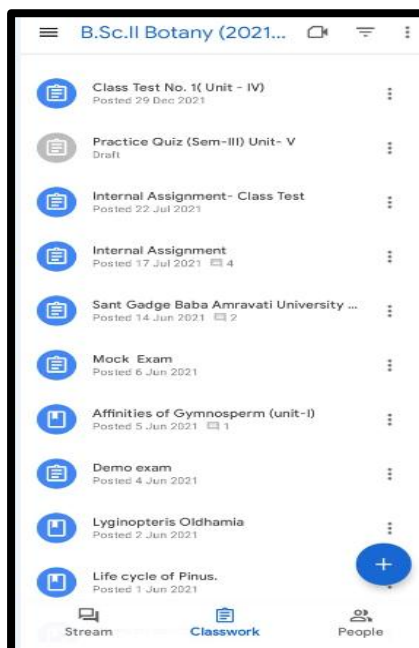 B.Sc.II Botany (2021...
Class Test No. 1( Unit - IV)
Posted 29 Dec 2021
Practice Quiz (Sem-III) Unit- V
Draft
Internal Assignment- Class Test
Posted 22 Jul 2021
Internal Assignment
Posted 17 Jul 2021 4
Sant Gadge Baba Amravati University ...
Posted 14 Jun 2021 2
Mock Exam
Posted 6 Jun 2021
Affinities of Gymnosperm (unit-I)
Posted 5 Jun 2021 1
Demo exam
Posted 4 Jun 2021
Lyginopteris Oldhamia
Posted 2 Jun 2021
Life cycle of Pinus.
Posted 1 Jun 2021
Stream Classwork People